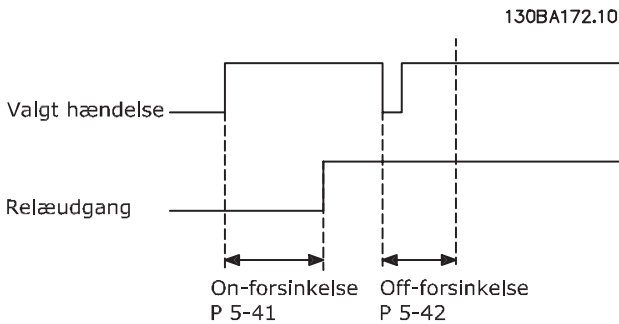 130BA172.10
Valgt hændelse
Relæudgang
On-forsinkelse
P 5-41
Off-forsinkelse
P 5-42